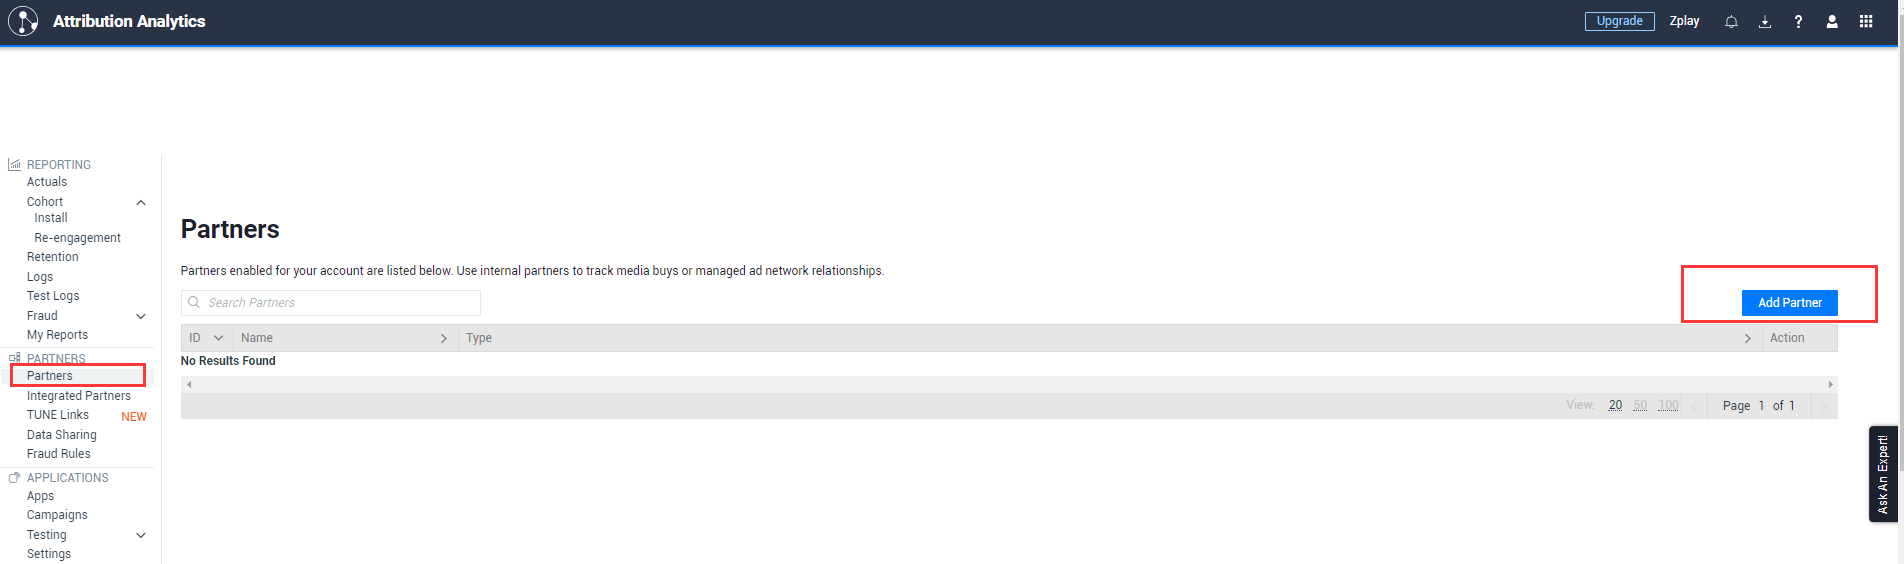 Attribution Analytics
Upgrade Zplay ?
REPORTING
Actuals
Cohort
Install
Re-engagement
Retention
Logs
Test Logs
Fraud
My Reports
PARTNERS
Partners
Integrated Partners
TUNE Links NEW
Data Sharing
Fraud Rules
APPLICATIONS
Apps
Campaigns
Testing
Settings
Partners
Partners enabled for your account are listed below. Use internal partners to track media buys or managed ad network relationships.
Search Partners
Add Partner
ID Name Type Action
No Results Found
View: 20 50 100 Page 1 of 1
Ask An Expert!